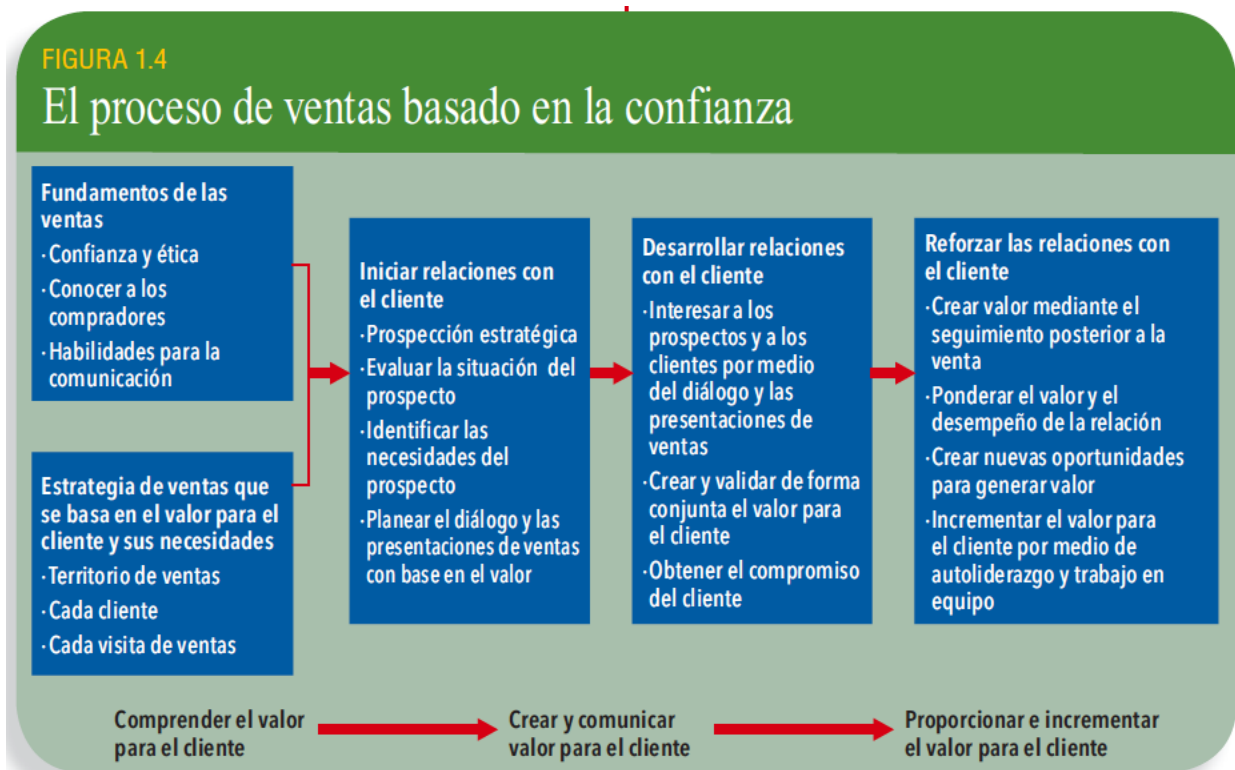 FIGURA 1.4
El proceso de ventas basado en la confianza
Fundamentos de las
ventas
·Confianza y ética
·Conocer a los
compradores
·Habilidades para la
comunicación
Estrategia de ventas que
se basa en el valor para el
cliente y sus necesidades
·Territorio de ventas
·Cada cliente
·Cada visita de ventas
Iniciar relaciones con
el cliente
·Prospección estratégica
·Evaluar la situación del
prospecto
·Identificar las
necesidades del
prospecto
·Planear el diálogo y las
presentaciones de ventas
con base en el valor
Desarrollar relaciones
con el cliente
·Interesar a los
prospectos y a los
clientes por medio
del diálogo y las
presentaciones de
ventas
·Crear y validar de forma
conjunta el valor para
el cliente
·Obtener el compromiso
del cliente
Reforzar las relaciones con
el cliente
·Crear valor mediante el
seguimiento posterior a la
venta
·Ponderar el valor y el
desempeño de la relación
·Crear nuevas oportunidades
para generar valor
·Incrementar el valor para
el cliente por medio de
autoliderazgo y trabajo en
equipo
Comprender el valor
para el cliente
Crear y comunicar
valor para el cliente
Proporcionar e incrementar
el valor para el cliente